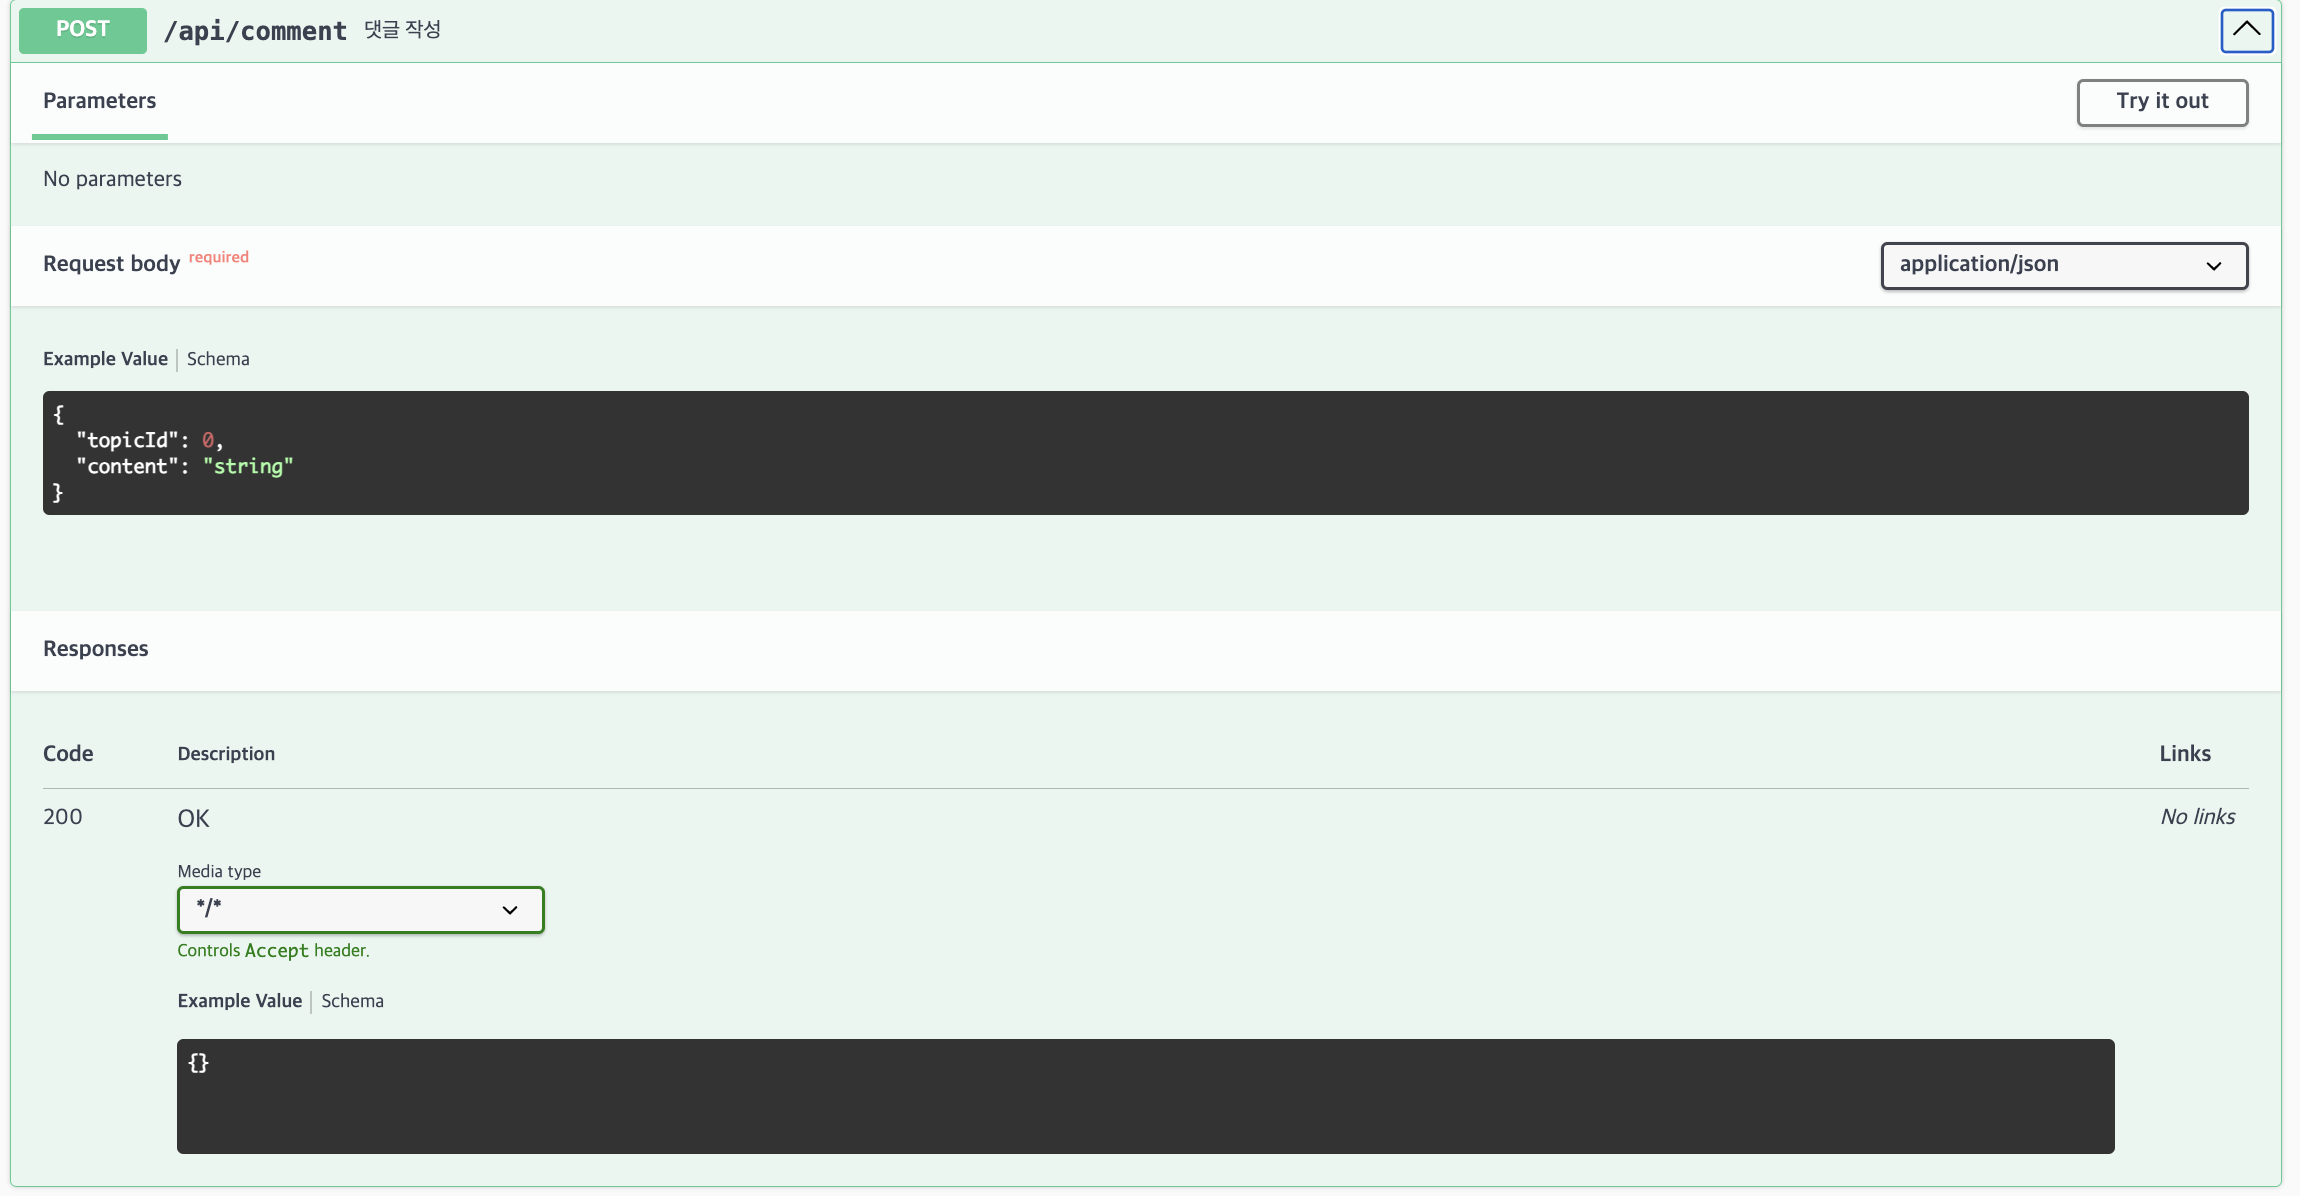 POST /api/comment 댓글 작성
Parameters
Try it out
No parameters
Request body required
application/json
Example Value | Schema
{
  "topicId": 0,
  "content": "string"
}
Responses
Code Description Links
200 OK No links
Media type
*/*
Controls Accept header.
Example Value | Schema
{}